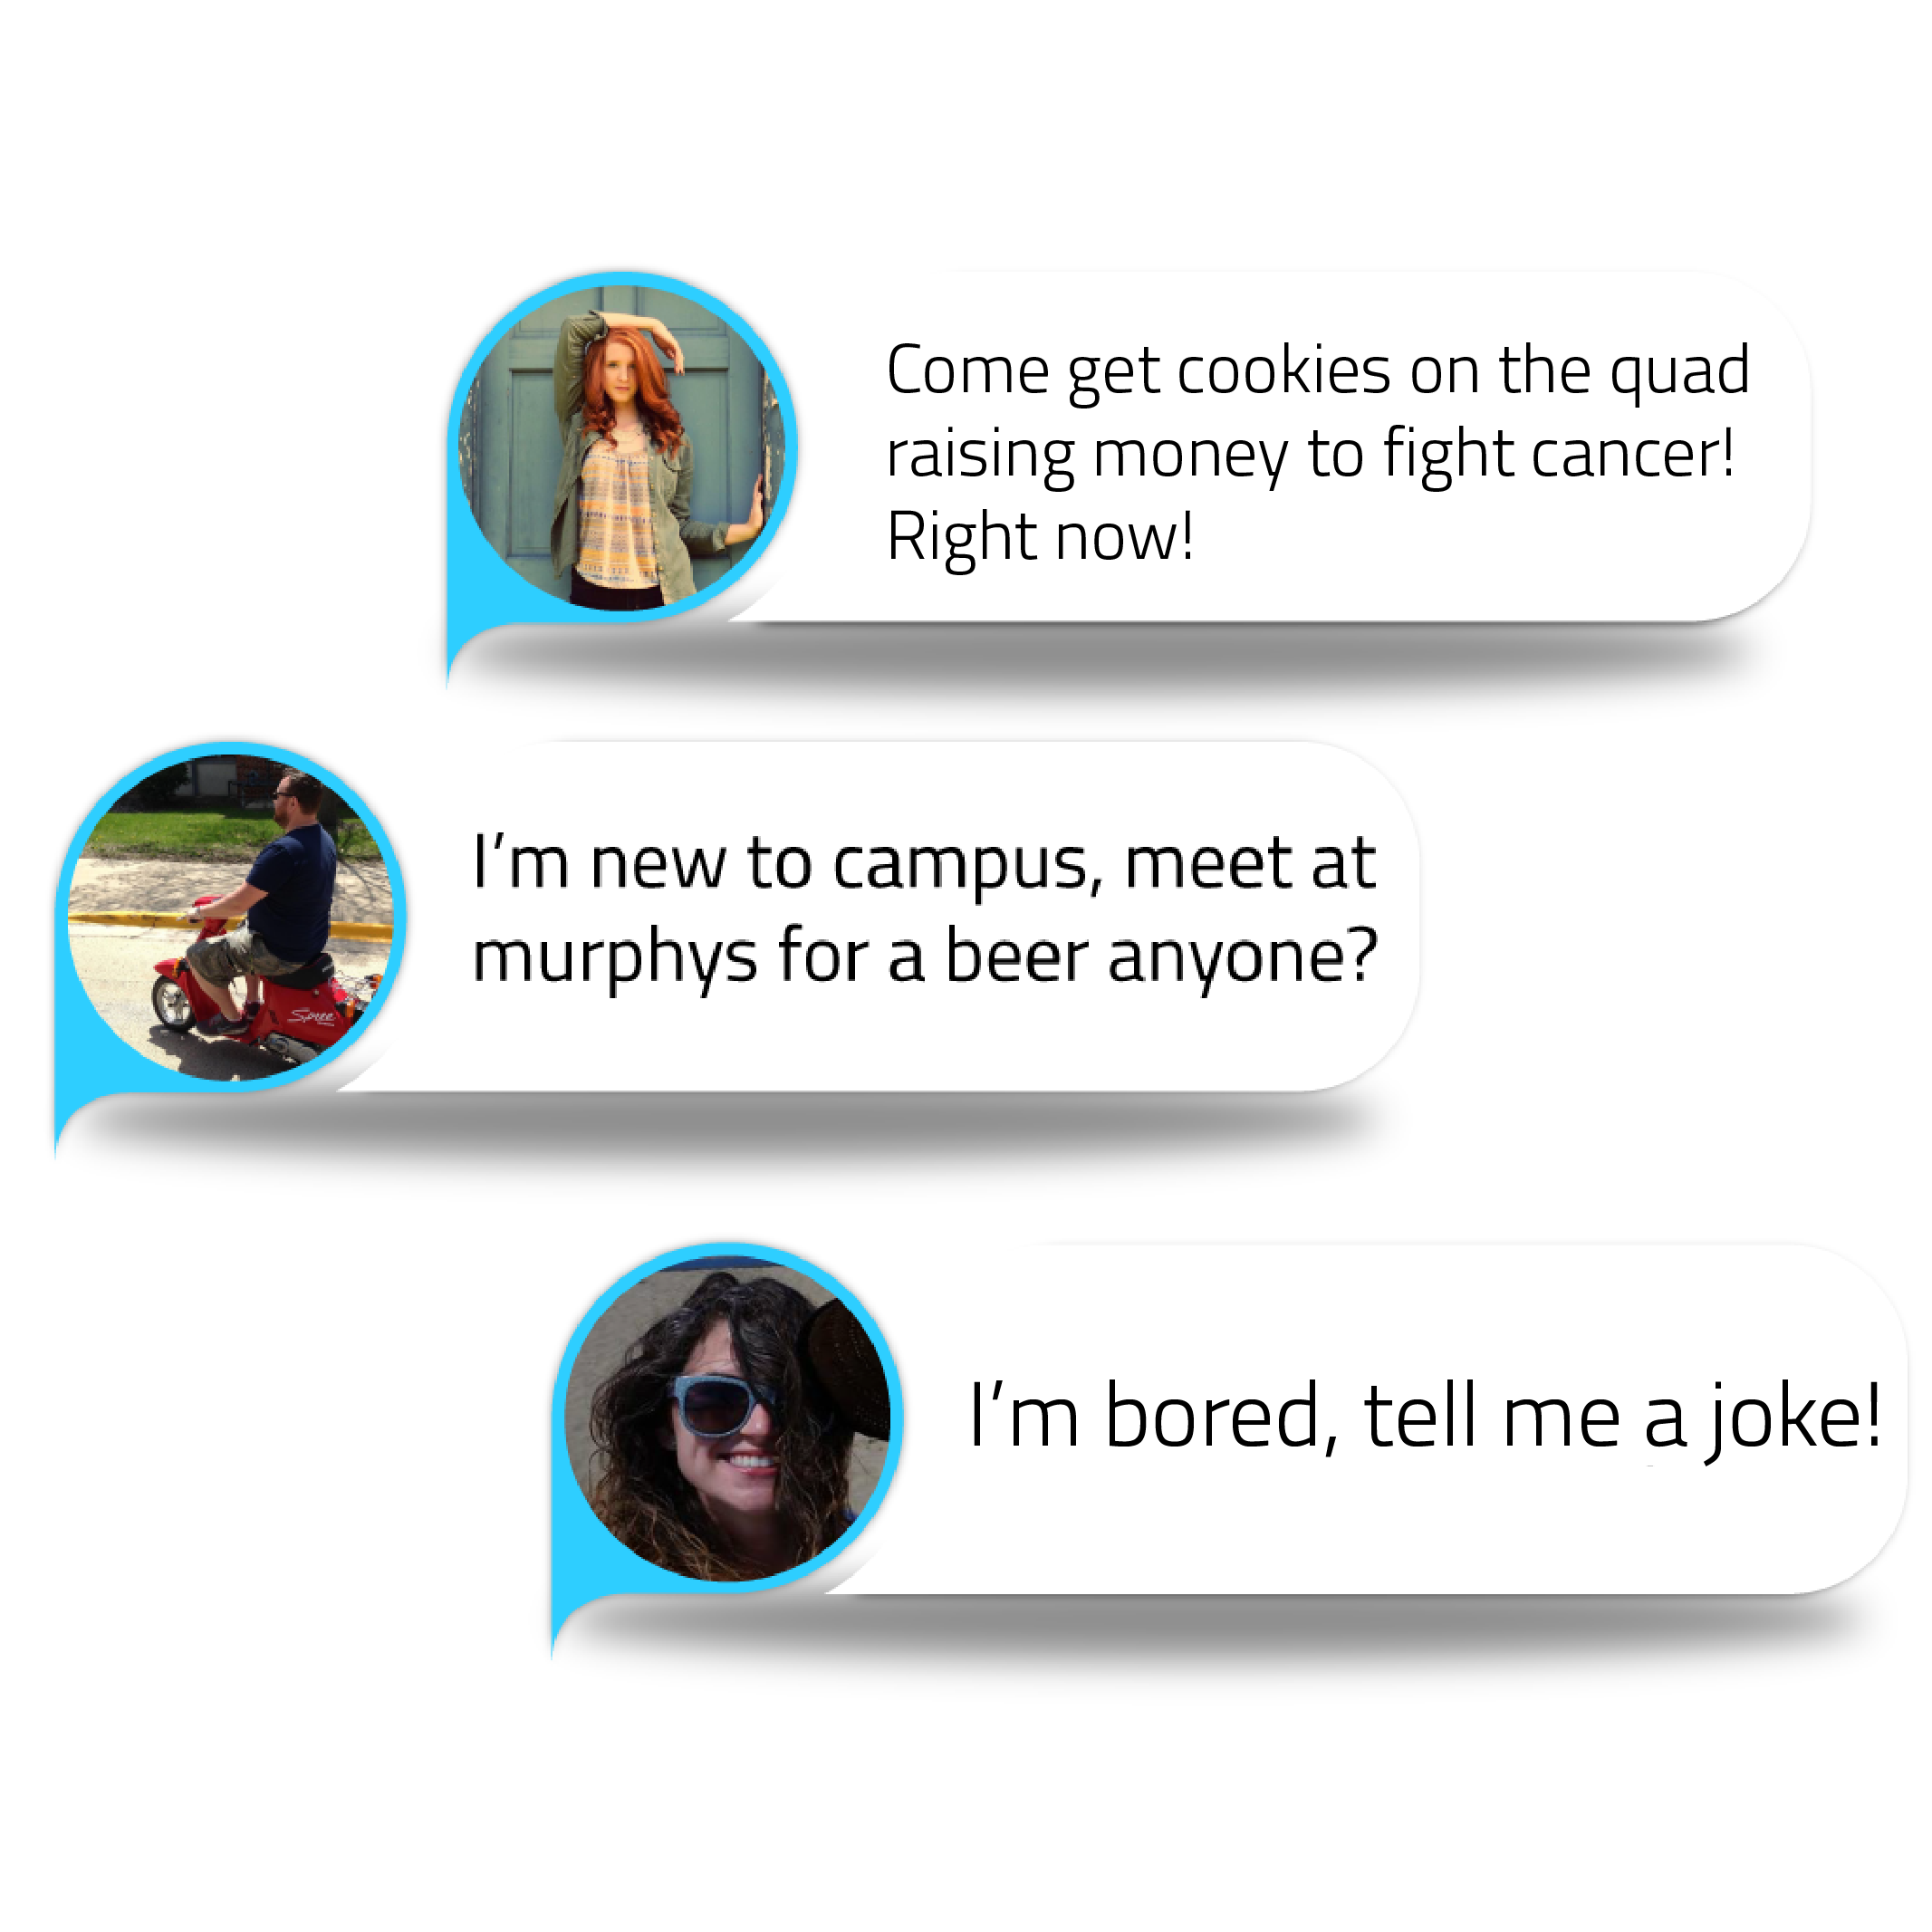 Come get cookies on the quad
raising money to fight cancer!
Right now!
I'm new to campus, meet at
murphys for a beer anyone?
Spree
I'm bored, tell me a joke!